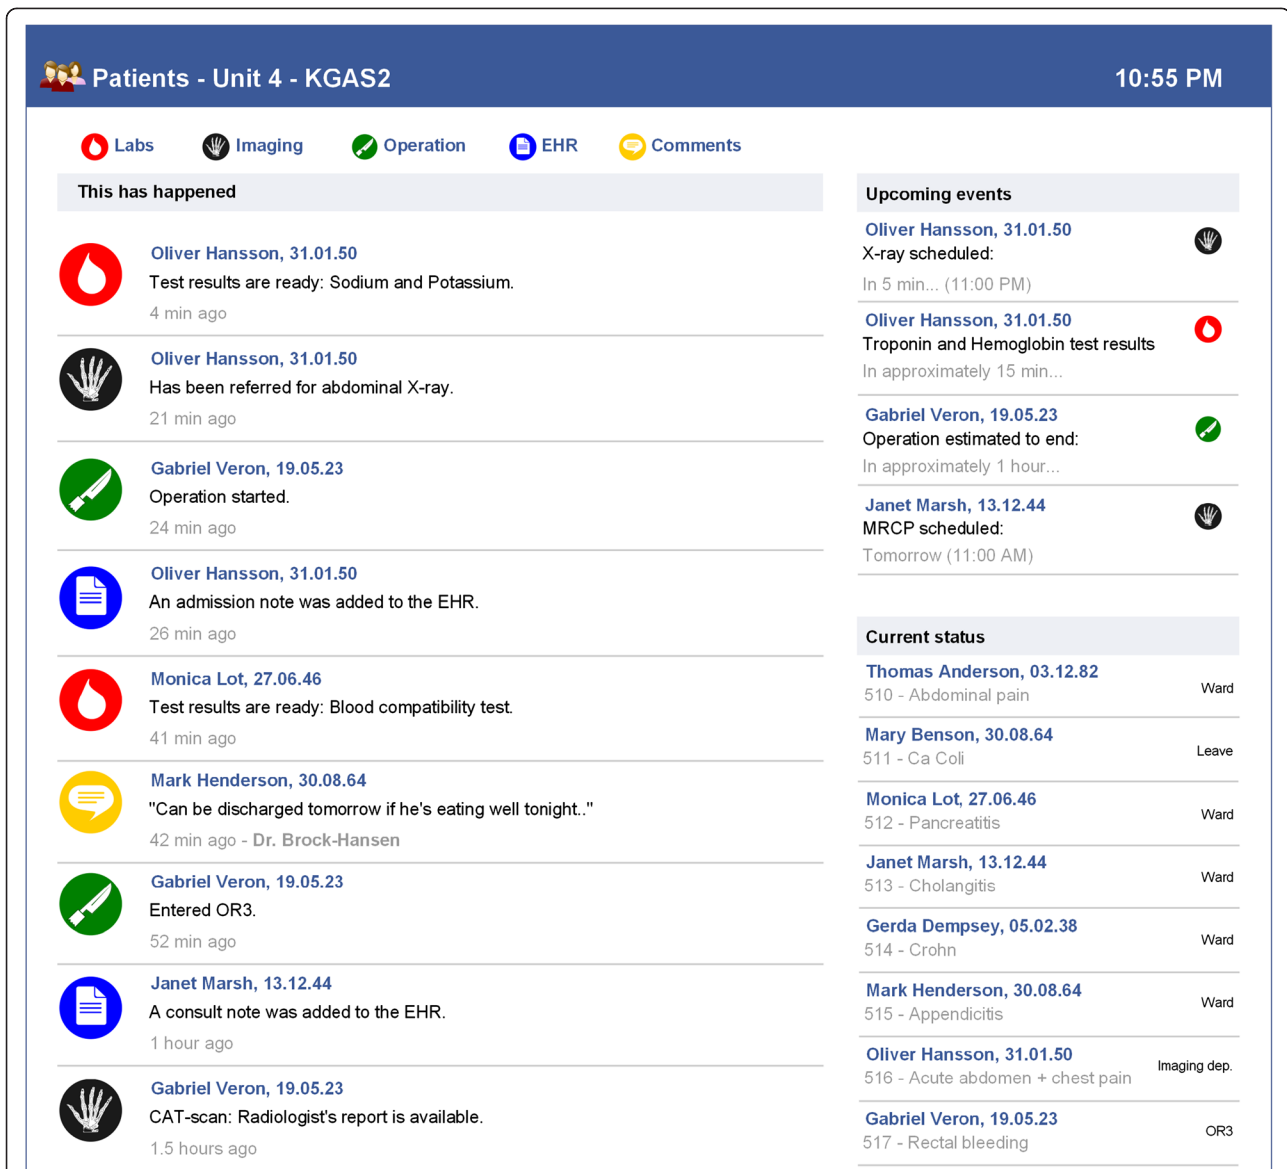 Patients - Unit 4 - KGAS2
10:55 PM
Labs
Imaging
Operation
EHR
Comments
This has happened
Oliver Hansson, 31.01.50
Test results are ready: Sodium and Potassium.
4 min ago
Oliver Hansson, 31.01.50
Has been referred for abdominal X-ray.
21 min ago
Gabriel Veron, 19.05.23
Operation started.
24 min ago
Oliver Hansson, 31.01.50
An admission note was added to the EHR.
26 min ago
Monica Lot, 27.06.46
Test results are ready: Blood compatibility test.
41 min ago
Mark Henderson, 30.08.64
"Can be discharged tomorrow if he's eating well tonight.."
42 min ago - Dr. Brock-Hansen
Gabriel Veron, 19.05.23
Entered OR3.
52 min ago
Janet Marsh, 13.12.44
A consult note was added to the EHR.
1 hour ago
Gabriel Veron, 19.05.23
CAT-scan: Radiologist's report is available.
1.5 hours ago
Upcoming events
Oliver Hansson, 31.01.50
X-ray scheduled:
In 5 min... (11:00 PM)
Oliver Hansson, 31.01.50
Troponin and Hemoglobin test results
In approximately 15 min...
Gabriel Veron, 19.05.23
Operation estimated to end:
In approximately 1 hour...
Janet Marsh, 13.12.44
MRCP scheduled:
Tomorrow (11:00 AM)
Current status
Thomas Anderson, 03.12.82
510 - Abdominal pain
Ward
Mary Benson, 30.08.64
511 - Ca Coli
Leave
Monica Lot, 27.06.46
512 - Pancreatitis
Ward
Janet Marsh, 13.12.44
513 - Cholangitis
Ward
Gerda Dempsey, 05.02.38
514 - Crohn
Ward
Mark Henderson, 30.08.64
515 - Appendicitis
Ward
Oliver Hansson, 31.01.50
516 - Acute abdomen + chest pain
Imaging dep.
Gabriel Veron, 19.05.23
517 - Rectal bleeding
OR3